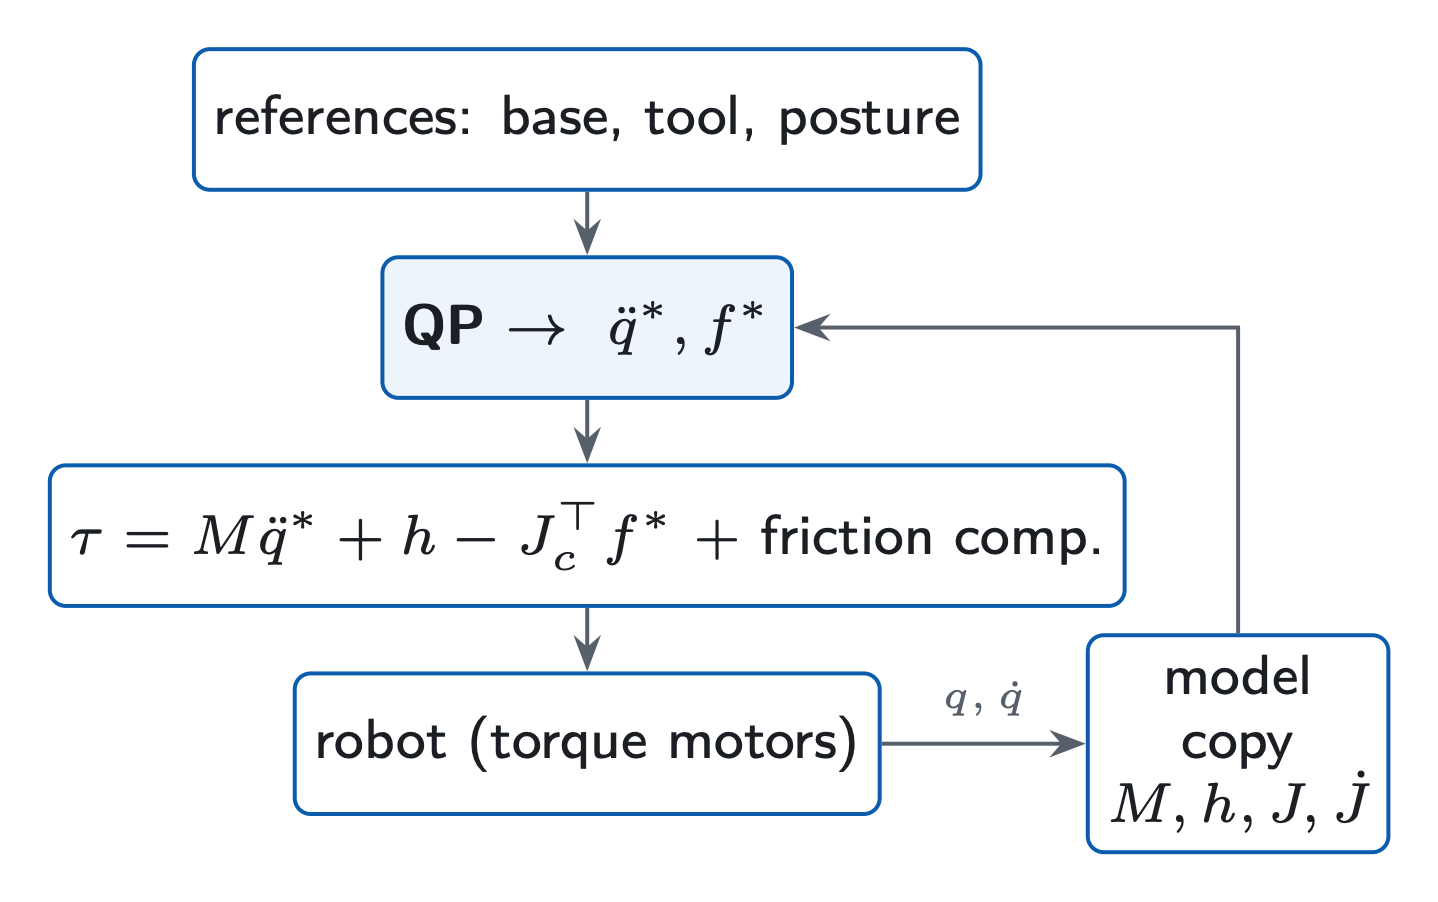 references: base, tool, posture
QP → q̈*, f*
τ = Mq̈* + h − J_c^⊤ f* + friction comp.
robot (torque motors)
q, q̇
model
copy
M, h, J, J̇